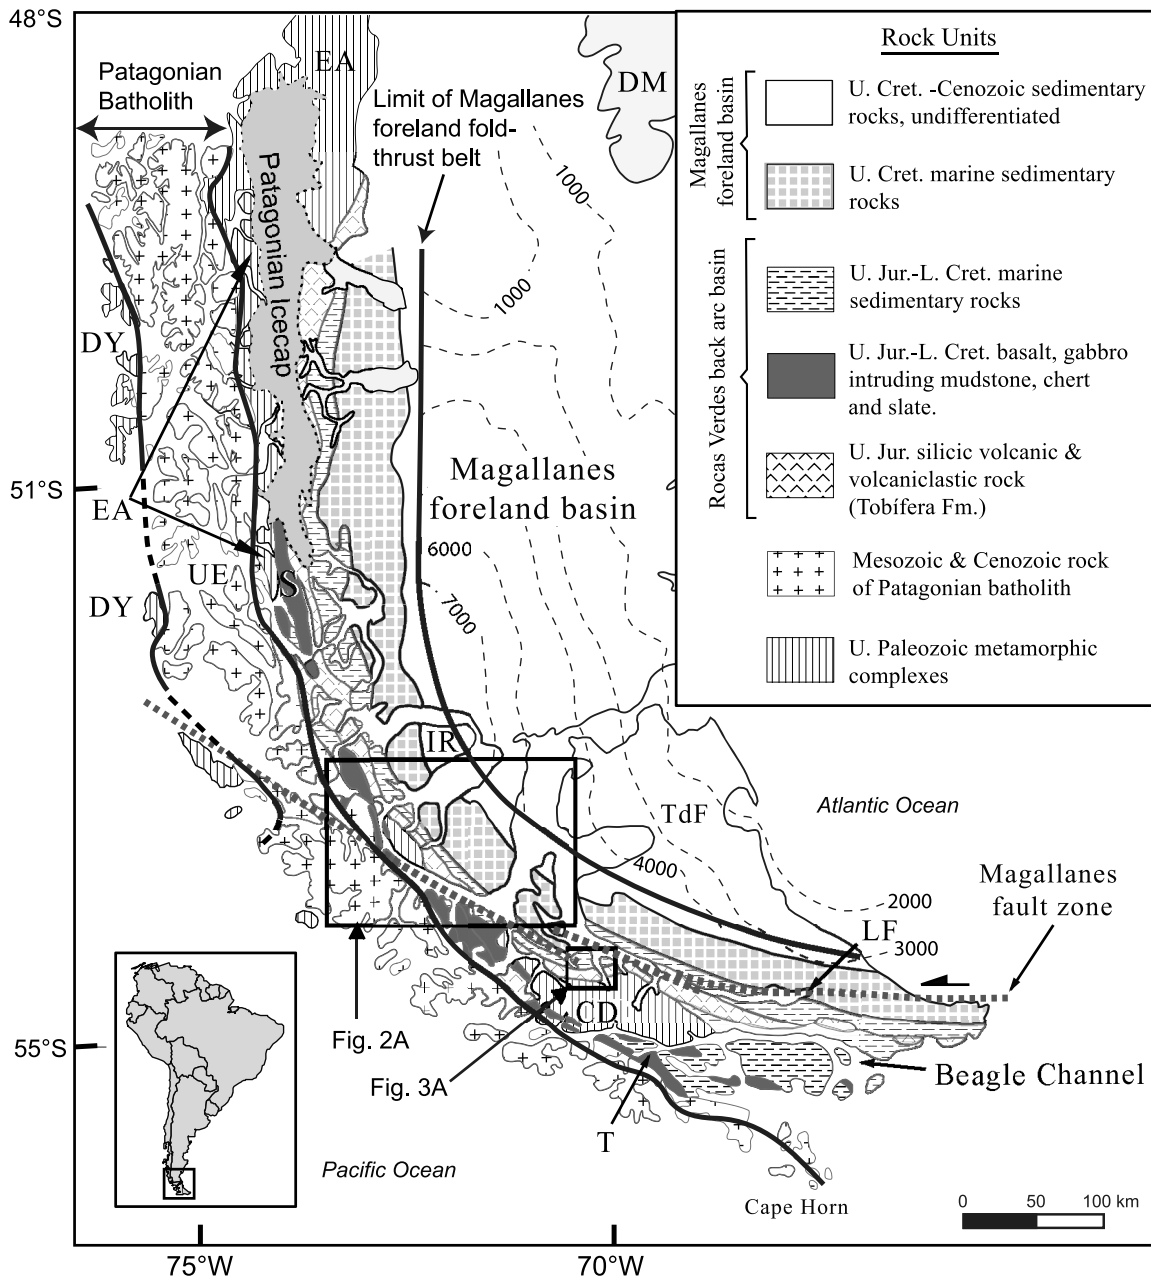 48°S
Patagonian
Batholith
EA
Limit of Magallanes
foreland fold-
thrust belt
DM
1000
1000
Patagonian Icecap
DY
51°S
EA
UE
DY
S
Magallanes
foreland basin
6000
7000
IR
TdF
Atlantic Ocean
4000
2000
3000
LF
Magallanes
fault zone
CD
Fig. 2A
55°S
Fig. 3A
T
Beagle Channel
Pacific Ocean
Cape Horn
0 50 100 km
75°W
70°W
Rock Units
Magallanes
foreland basin
U. Cret. -Cenozoic sedimentary
rocks, undifferentiated
U. Cret. marine sedimentary
rocks
Rocas Verdes back arc basin
U. Jur.-L. Cret. marine
sedimentary rocks
U. Jur.-L. Cret. basalt, gabbro
intruding mudstone, chert
and slate.
U. Jur. silicic volcanic &
volcaniclastic rock
(Tobífera Fm.)
Mesozoic & Cenozoic rock
of Patagonian batholith
U. Paleozoic metamorphic
complexes